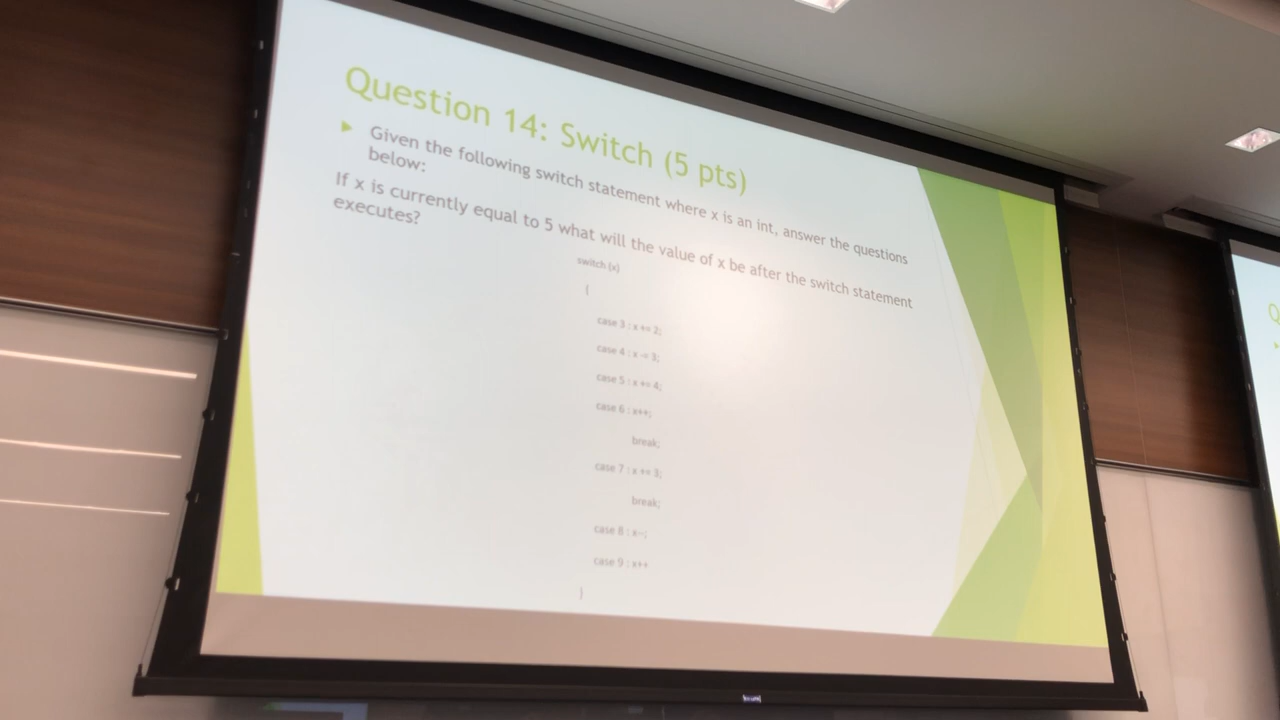 Question 14: Switch (5 pts)
Given the following switch statement where x is an int, answer the questions
below:
If x is currently equal to 5 what will the value of x be after the switch statement
executes?
switch (x)
{
case 3 : x += 2;
case 4 : x -= 3;
case 5 : x += 4;
case 6 : x++;
break;
case 7 : x += 3;
break;
case 8 : x--;
case 9 : x++
}
Q